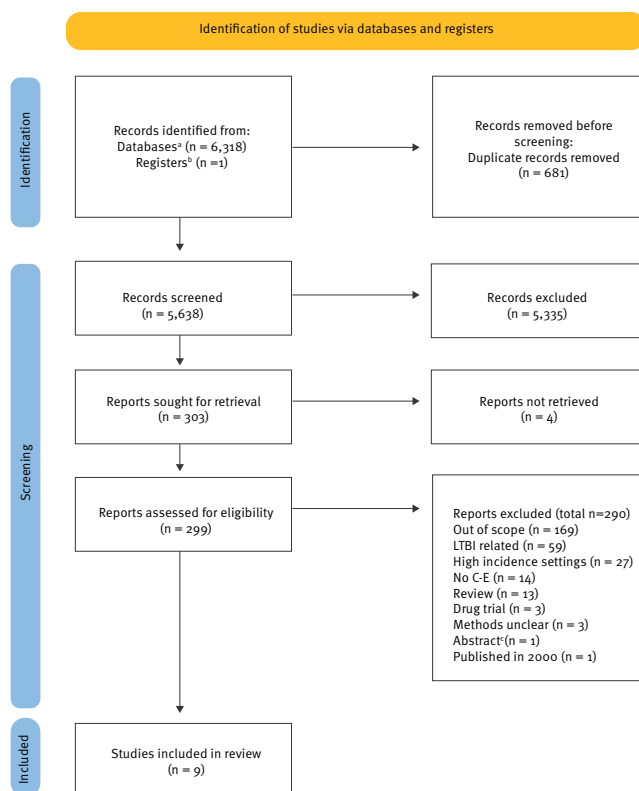 Identification of studies via databases and registers
Identification
Records identified from:
Databasesᵃ (n = 6,318)
Registersᵇ (n =1)
Records removed before
screening:
Duplicate records removed
(n = 681)
Screening
Records screened
(n = 5,638)
Records excluded
(n = 5,335)
Reports sought for retrieval
(n = 303)
Reports not retrieved
(n = 4)
Reports assessed for eligibility
(n = 299)
Reports excluded (total n=290)
Out of scope (n = 169)
LTBI related (n = 59)
High incidence settings (n = 27)
No C-E (n = 14)
Review (n = 13)
Drug trial (n = 3)
Methods unclear (n = 3)
Abstractᶜ(n = 1)
Published in 2000 (n = 1)
Included
Studies included in review
(n = 9)